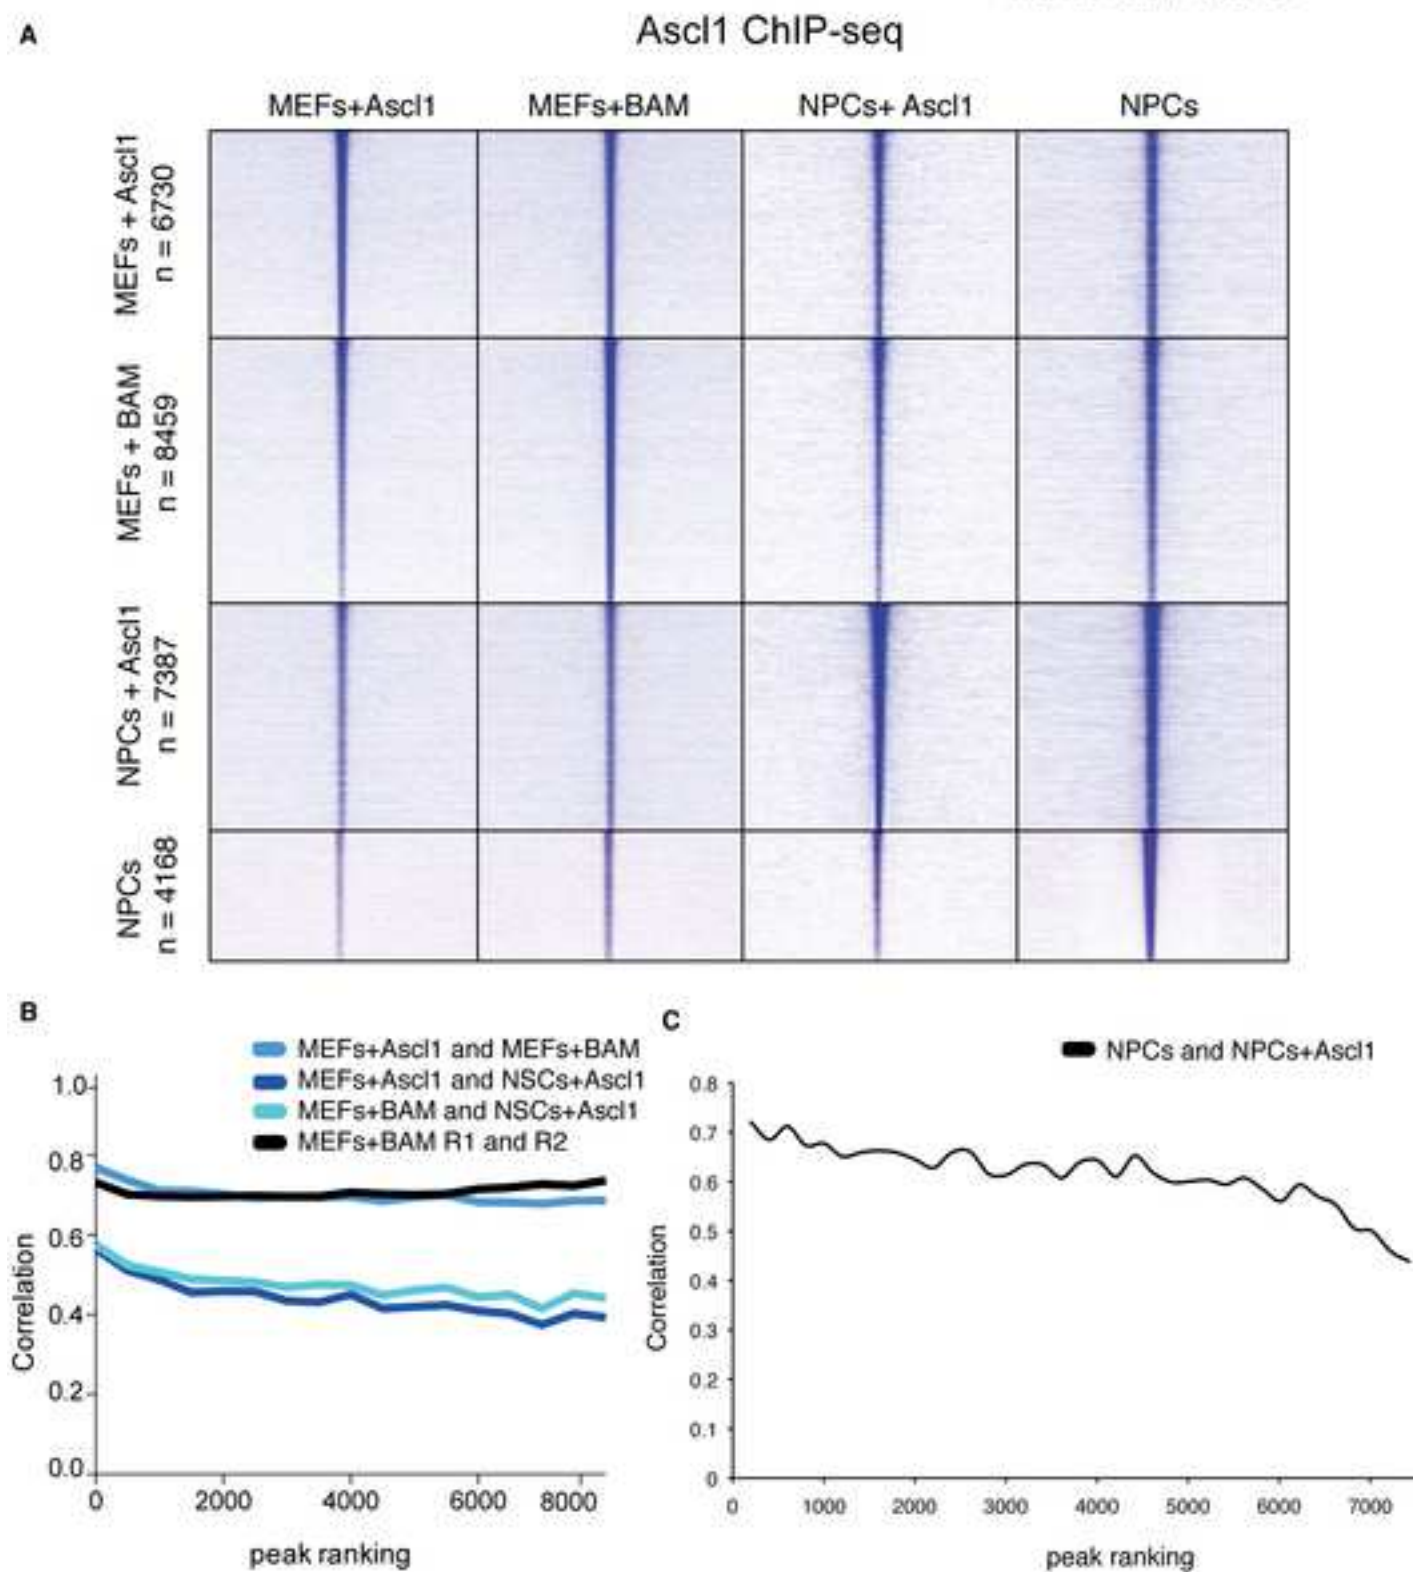 A
Ascl1 ChIP-seq
MEFs+Ascl1 MEFs+BAM NPCs+ Ascl1 NPCs
MEFs + Ascl1
n = 6730
MEFs + BAM
n = 8459
NPCs + Ascl1
n = 7387
NPCs
n = 4168
B
MEFs+Ascl1 and MEFs+BAM
MEFs+Ascl1 and NSCs+Ascl1
MEFs+BAM and NSCs+Ascl1
MEFs+BAM R1 and R2
1.0
0.8
0.6
0.4
0.2
0.0
Correlation
0 2000 4000 6000 8000
peak ranking
C
NPCs and NPCs+Ascl1
0.8
0.7
0.6
0.5
0.4
0.3
0.2
0.1
0
Correlation
0 1000 2000 3000 4000 5000 6000 7000
peak ranking